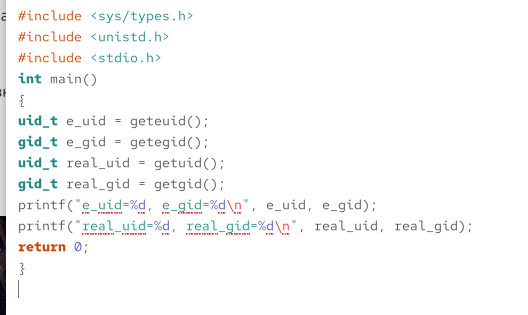 #include <sys/types.h>
#include <unistd.h>
#include <stdio.h>
int main()
{
uid_t e_uid = geteuid();
gid_t e_gid = getegid();
uid_t real_uid = getuid();
gid_t real_gid = getgid();
printf("e_uid=%d, e_gid=%d\n", e_uid, e_gid);
printf("real_uid=%d, real_gid=%d\n", real_uid, real_gid);
return 0;
}